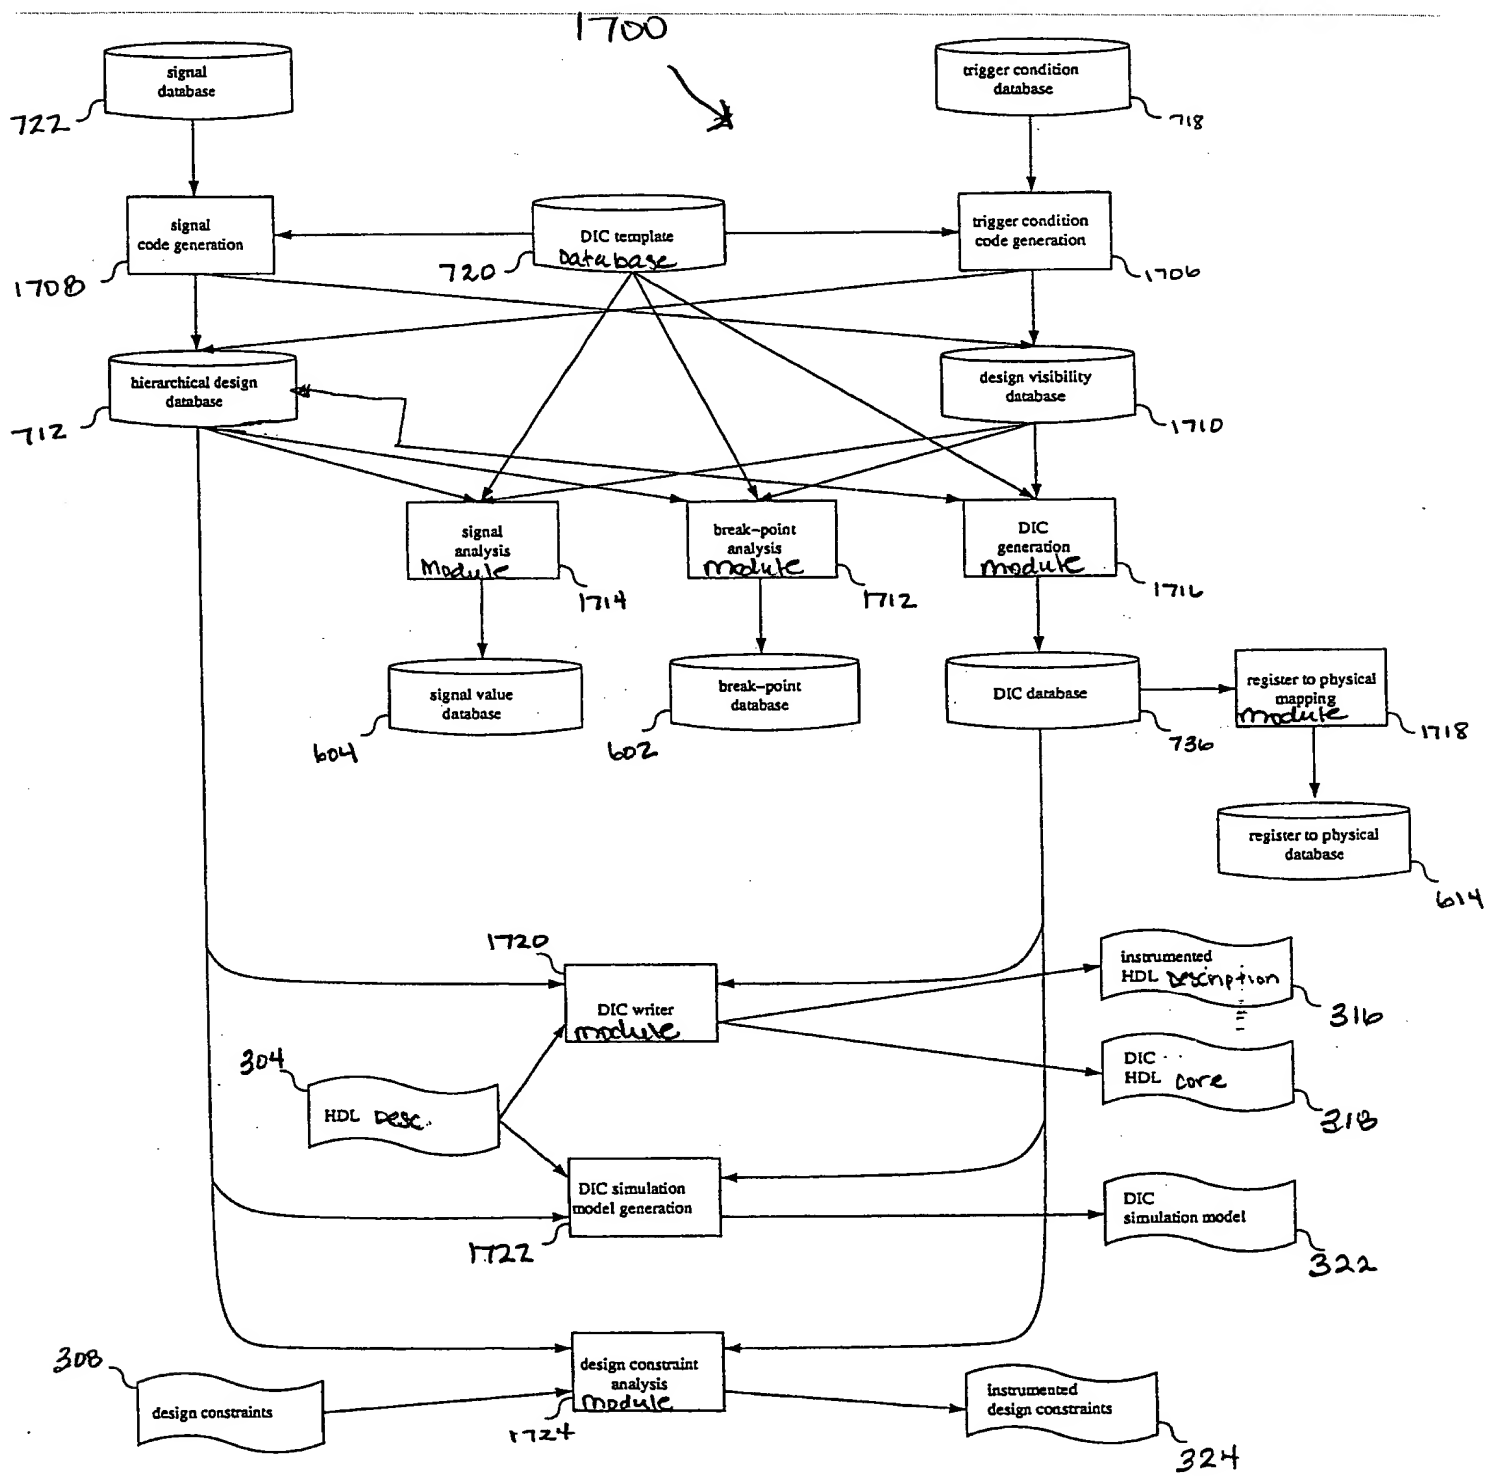 1700
signal
database
722
trigger condition
database
718
signal
code generation
1708
DIC template
Database
720
trigger condition
code generation
1706
hierarchical design
database
712
design visibility
database
1710
signal
analysis
Module
1714
break-point
analysis
module
1712
DIC
generation
module
1716
signal value
database
604
break-point
database
602
DIC database
736
register to physical
mapping
module
1718
register to physical
database
614
1720
DIC writer
module
instrumented
HDL Description
316
304
HDL Desc.
DIC
HDL core
318
DIC simulation
model generation
1722
DIC
simulation model
322
308
design constraints
design constraint
analysis
module
1724
instrumented
design constraints
324